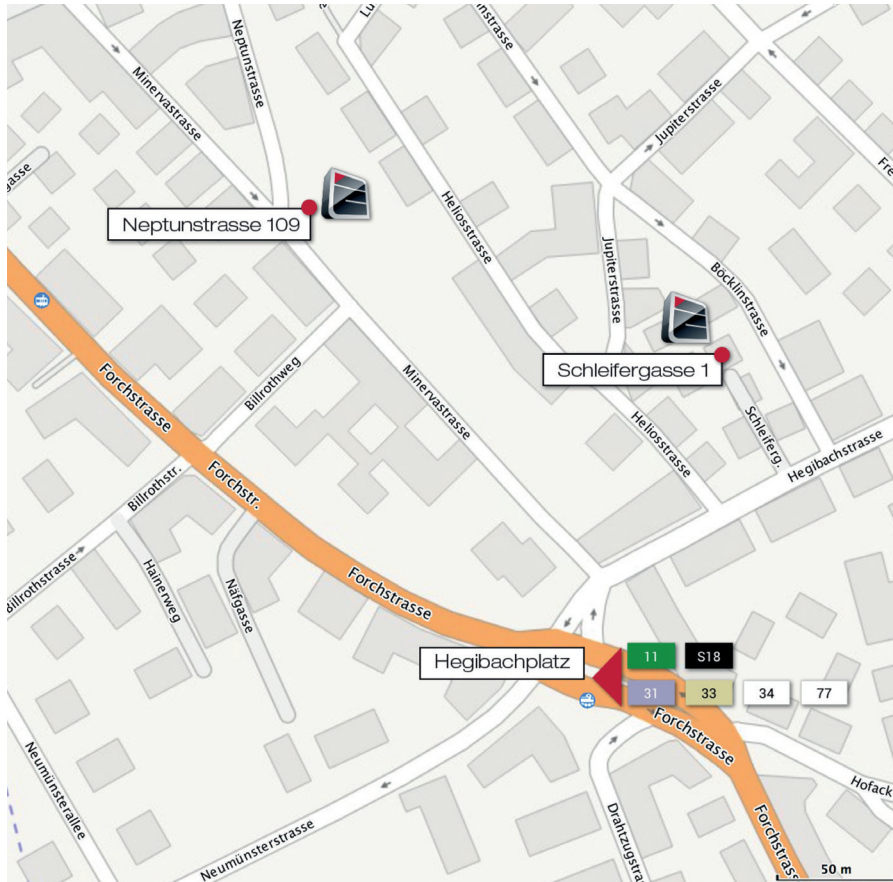 Lu
Neptunstrasse
Minervastrasse
nstrasse
Jupiterstrasse
Fre
gasse
Heliosstrasse
Neptunstrasse 109
Jupiterstrasse
Böcklinstrasse
Forchstrasse
Billrothweg
Minervastrasse
Schleifergasse 1
Schleiferg.
Heliosstrasse
Hegibachstrasse
Billrothstr.
Forchstr.
Billrothstrasse
Hainerweg
Näfgasse
Forchstrasse
Hegibachplatz
11
S18
31
33
34
77
Forchstrasse
Neumünsterallee
Neumünsterstrasse
Drahtzugstra
Forchstrass
Hofack
50 m